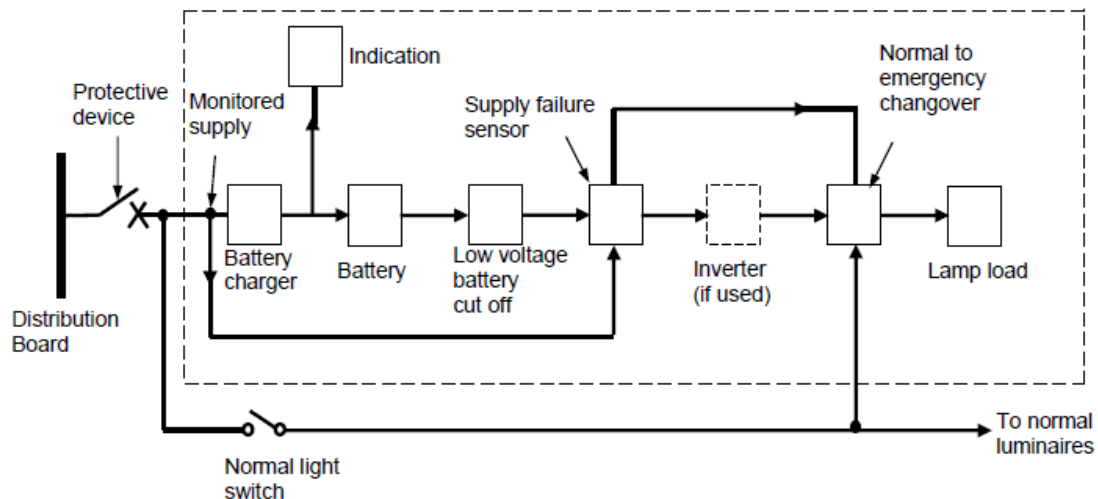 Indication
Normal to
emergency
changover
Protective
device
Monitored
supply
Supply failure
sensor
Battery
charger
Battery
Low voltage
battery
cut off
Inverter
(if used)
Lamp load
Distribution
Board
To normal
luminaires
Normal light
switch